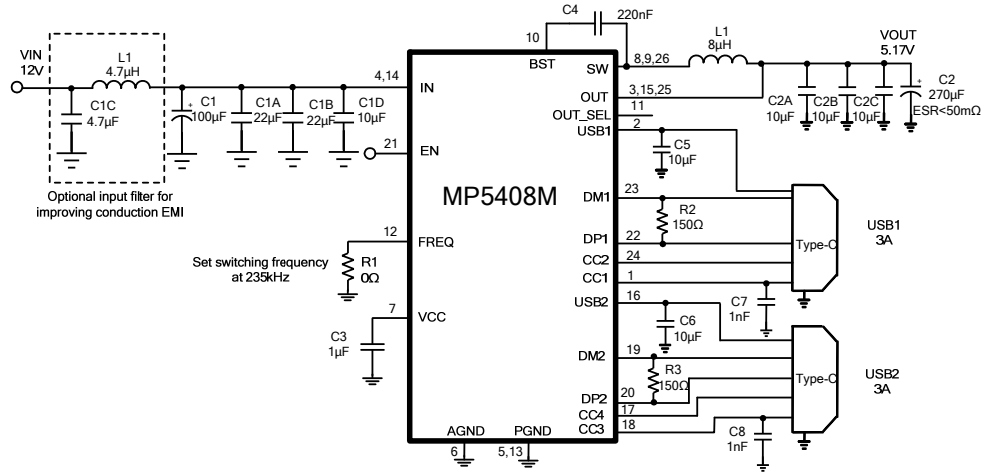 C4
220nF
10
BST
VIN
12V
L1
4.7µH
C1C
4.7µF
Optional input filter for
improving conduction EMI
C1
100µF
C1A
22µF
C1B
22µF
C1D
10µF
4,14
IN
21
EN
12
FREQ
Set switching frequency
at 235kHz
R1
0Ω
7
VCC
C3
1µF
MP5408M
AGND
6
PGND
5,13
SW
8,9,26
L1
8µH
VOUT
5.17V
OUT
3,15,25
OUT_SEL
11
C2A
10µF
C2B
10µF
C2C
10µF
C2
270µF
ESR<50mΩ
USB1
2
C5
10µF
DM1
23
R2
150Ω
DP1
22
CC2
24
CC1
1
Type-C
USB1
3A
C7
1nF
USB2
16
C6
10µF
DM2
19
R3
150Ω
DP2
20
CC4
17
CC3
18
Type-C
USB2
3A
C8
1nF